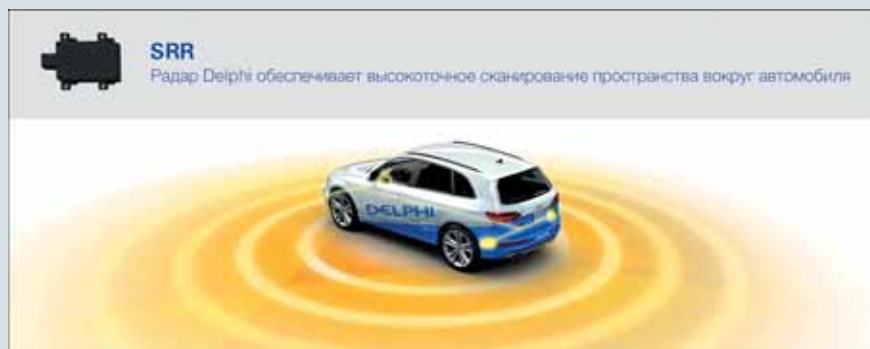 SRR
Радар Delphi обеспечивает высокоточное сканирование пространства вокруг автомобиля
DELPHI